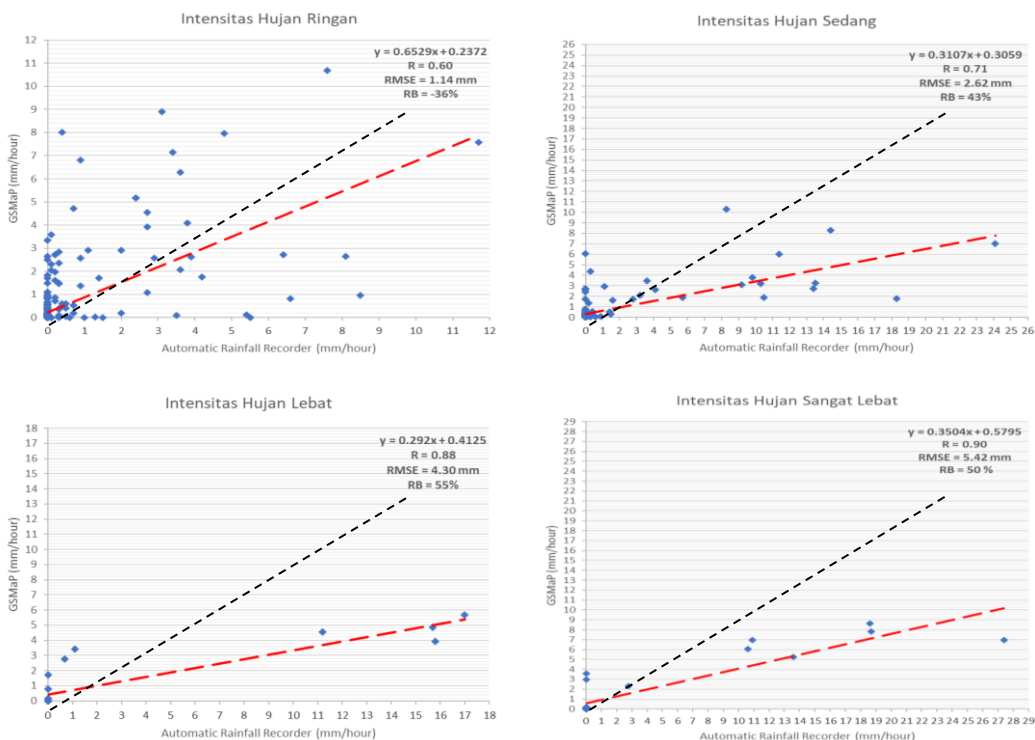 Intensitas Hujan Ringan
12
11
10
9
8
7
6
5
4
3
2
1
0
GSMaP (mm/hour)
y = 0.6529x + 0.2372
R = 0.60
RMSE = 1.14 mm
RB = -36%
0 1 2 3 4 5 6 7 8 9 10 11 12
Automatic Rainfall Recorder (mm/hour)
Intensitas Hujan Sedang
26
25
24
23
22
21
20
19
18
17
16
15
14
13
12
11
10
9
8
7
6
5
4
3
2
1
0
GSMaP (mm/hour)
y = 0.3107x + 0.3059
R = 0.71
RMSE = 2.62 mm
RB = 43%
0 1 2 3 4 5 6 7 8 9 10 11 12 13 14 15 16 17 18 19 20 21 22 23 24 25 26
Automatic Rainfall Recorder (mm/hour)
Intensitas Hujan Lebat
18
17
16
15
14
13
12
11
10
9
8
7
6
5
4
3
2
1
0
GSMaP (mm/hour)
y = 0.292x + 0.4125
R = 0.88
RMSE = 4.30 mm
RB = 55%
0 1 2 3 4 5 6 7 8 9 10 11 12 13 14 15 16 17 18
Automatic Rainfall Recorder (mm/hour)
Intensitas Hujan Sangat Lebat
29
28
27
26
25
24
23
22
21
20
19
18
17
16
15
14
13
12
11
10
9
8
7
6
5
4
3
2
1
0
GSMaP (mm/hour)
y = 0.3504x + 0.5795
R = 0.90
RMSE = 5.42 mm
RB = 50 %
0 1 2 3 4 5 6 7 8 9 10 11 12 13 14 15 16 17 18 19 20 21 22 23 24 25 26 27 28 29
Automatic Rainfall Recorder (mm/hour)